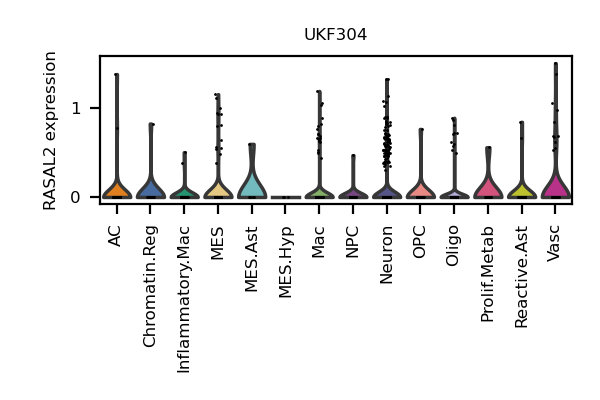 UKF304
RASAL2 expression
1
0
AC
Chromatin.Reg
Inflammatory.Mac
MES
MES.Ast
MES.Hyp
Mac
NPC
Neuron
OPC
Oligo
Prolif.Metab
Reactive.Ast
Vasc